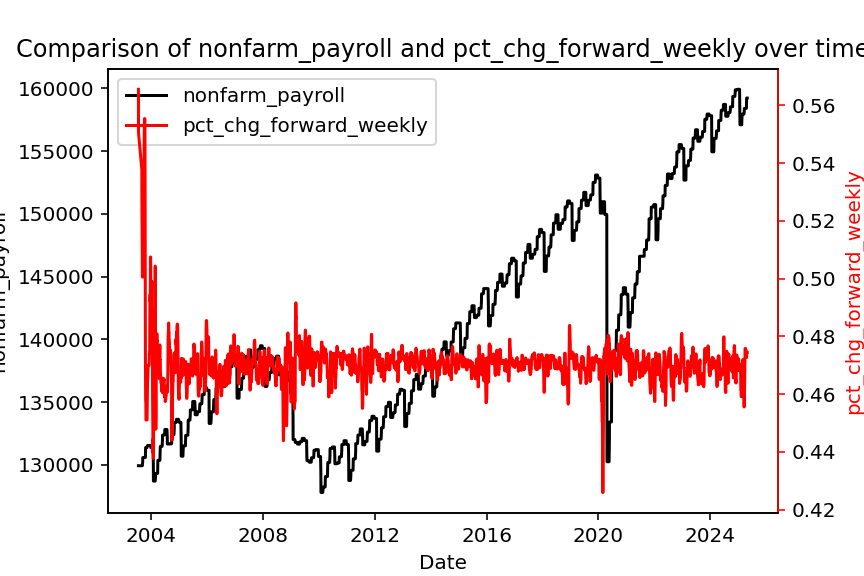 Comparison of nonfarm_payroll and pct_chg_forward_weekly over time
nonfarm_payroll
pct_chg_forward_weekly
160000
155000
150000
145000
140000
135000
130000
nonfarm_payroll
0.56
0.54
0.52
0.50
0.48
0.46
0.44
0.42
pct_chg_forward_weekly
2004 2008 2012 2016 2020 2024
Date